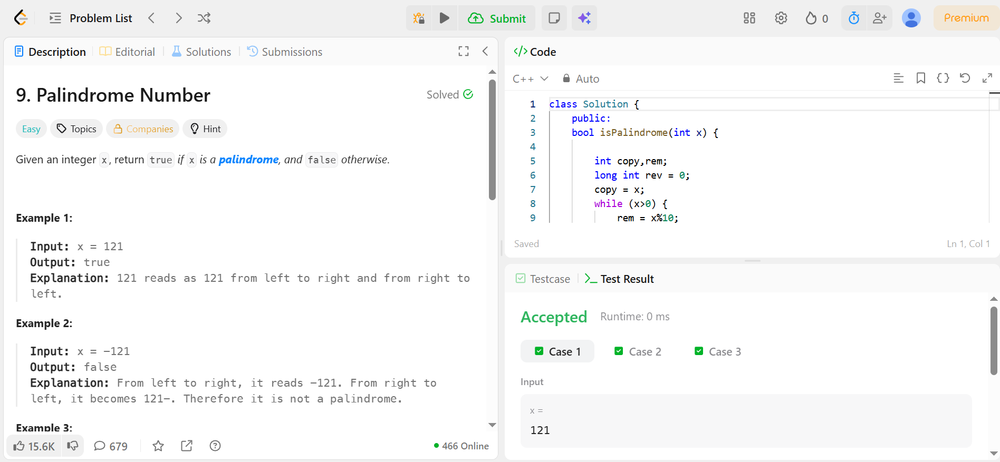 Problem List
Submit
0
Premium
Description
Editorial
Solutions
Submissions
9. Palindrome Number
Solved
Easy
Topics
Companies
Hint
Given an integer x, return true if x is a palindrome, and false otherwise.
Example 1:
Input: x = 121
Output: true
Explanation: 121 reads as 121 from left to right and from right to
left.
Example 2:
Input: x = -121
Output: false
Explanation: From left to right, it reads -121. From right to
left, it becomes 121-. Therefore it is not a palindrome.
Example 3:
15.6K
679
466 Online
</> Code
C++
Auto
1 class Solution {
2 public:
3 bool isPalindrome(int x) {
4
5 int copy,rem;
6 long int rev = 0;
7 copy = x;
8 while (x>0) {
9 rem = x%10;
Saved
Ln 1, Col 1
Testcase
Test Result
Accepted
Runtime: 0 ms
Case 1
Case 2
Case 3
Input
x =
121